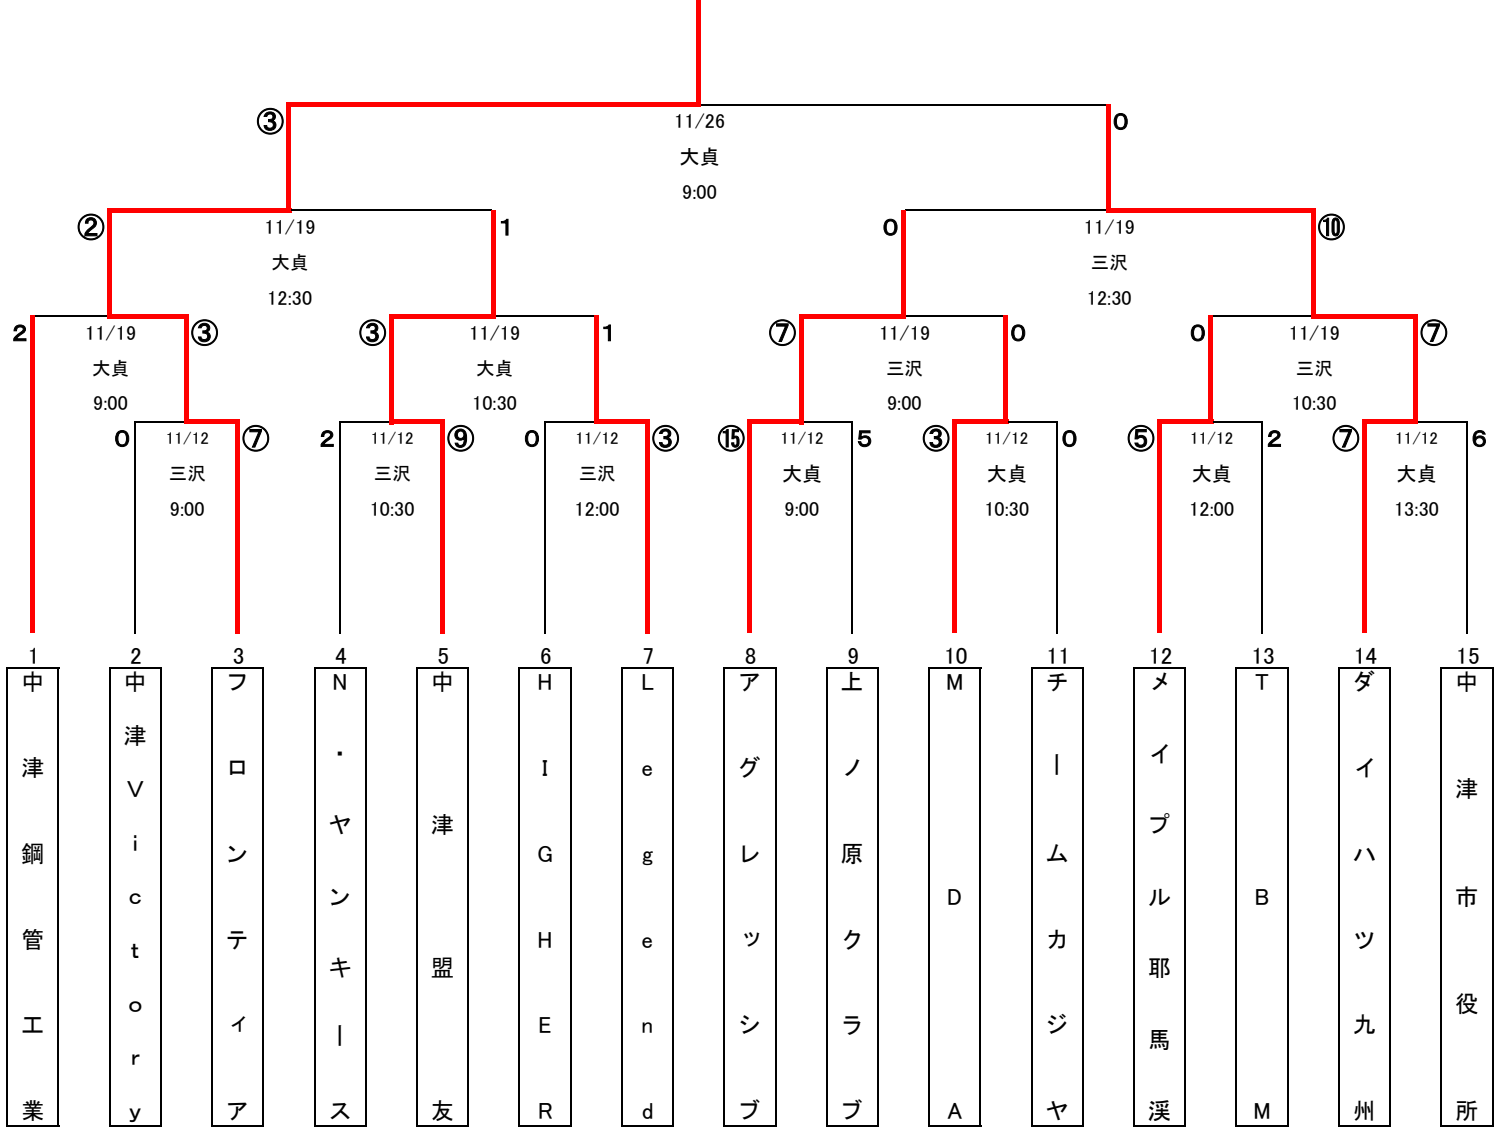 ③ 11/26 0
大貞
9:00
② 11/19 1 0 11/19 ⑩
大貞 三沢
12:30 12:30
2 11/19 ③ ③ 11/19 1 ⑦ 11/19 0 0 11/19 ⑦
大貞 大貞 三沢 三沢
9:00 10:30 9:00 10:30
0 11/12 ⑦ 2 11/12 ⑨ 0 11/12 ③ ⑮ 11/12 5 ③ 11/12 0 ⑤ 11/12 2 ⑦ 11/12 6
三沢 三沢 三沢 大貞 大貞 大貞 大貞
9:00 10:30 12:00 9:00 10:30 12:00 13:30
1 2 3 4 5 6 7 8 9 10 11 12 13 14 15
中津鋼管工業
中津Victory
フロンティア
N・ヤンキース
中津盟友
HIGHER
Legend
アグレッシブ
上ノ原クラブ
MDA
チームカジヤ
メイプル耶馬渓
TBM
ダイハツ九州
中津市役所